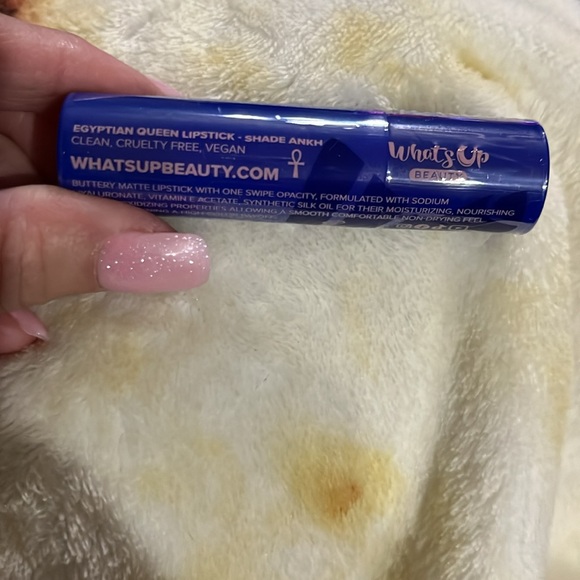 EGYPTIAN QUEEN LIPSTICK - SHADE ANKH
CLEAN, CRUELTY FREE, VEGAN
WHATSUPBEAUTY.COM
What's Up
BEAUTY
BUTTERY MATTE LIPSTICK WITH ONE SWIPE OPACITY, FORMULATED WITH SODIUM
HYALURONATE, VITAMIN E ACETATE, SYNTHETIC SILK OIL FOR THEIR MOISTURIZING, NOURISHING
PROPERTIES ALLOWING A SMOOTH COMFORTABLE NON-DRYING FEEL